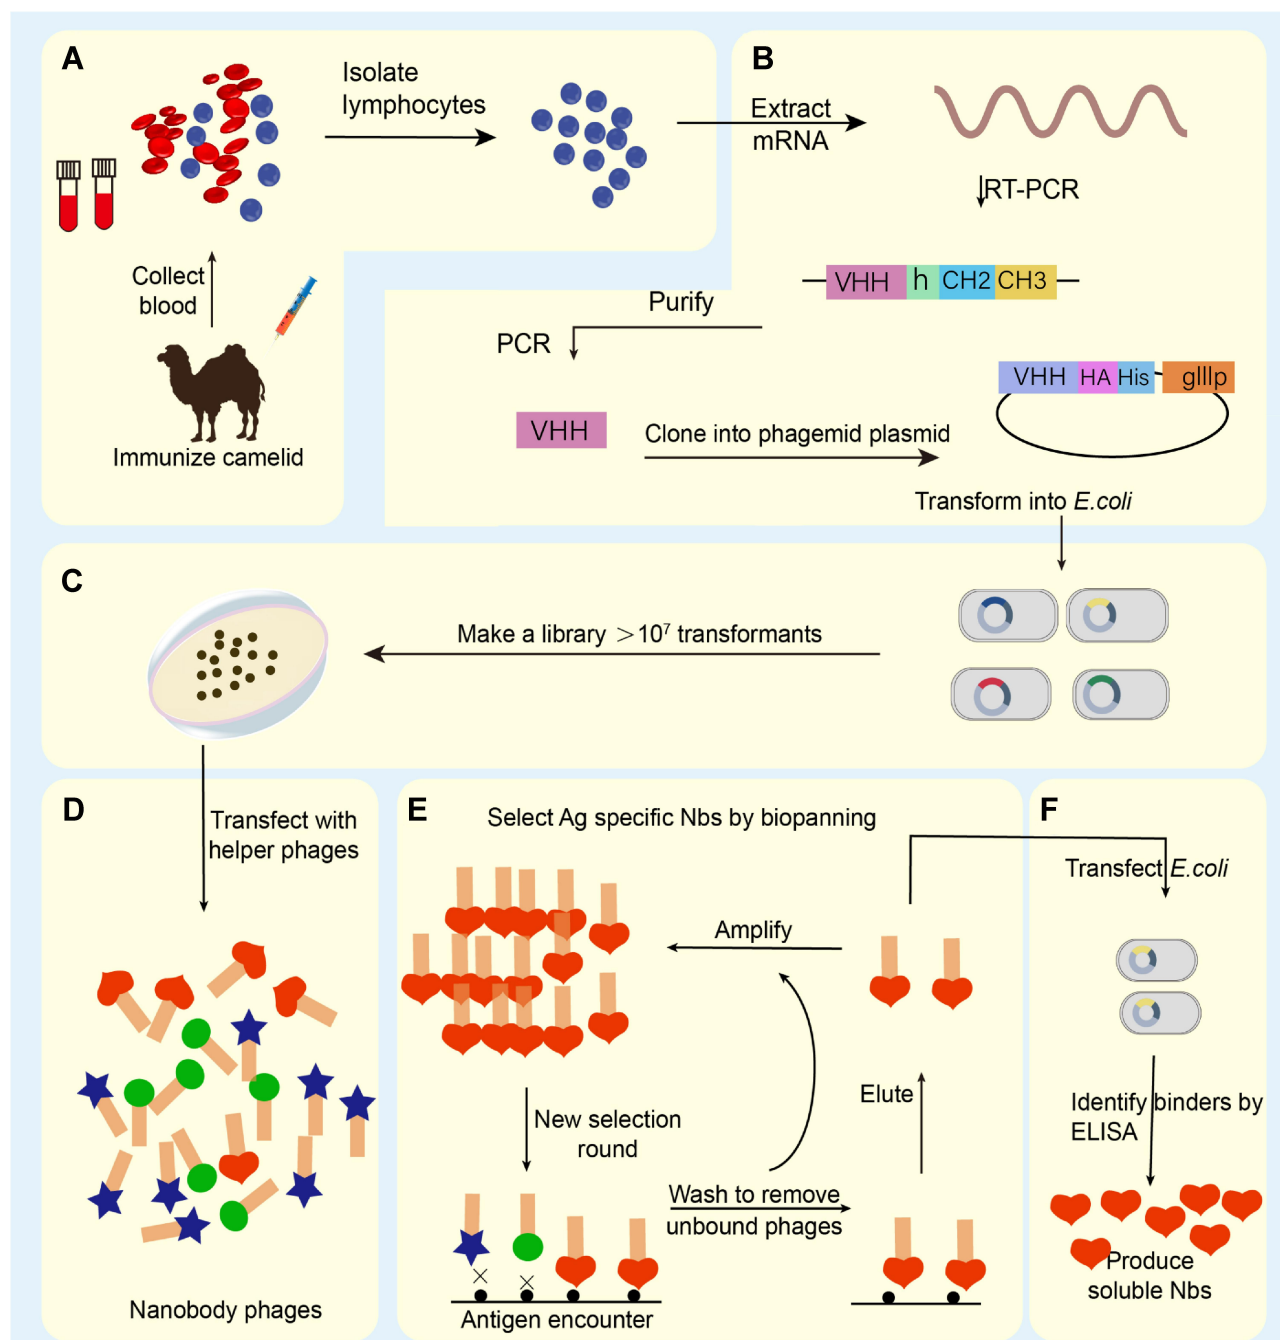 A
Isolate
lymphocytes
Collect
blood
Immunize camelid
B
Extract
mRNA
RT-PCR
VHH h CH2 CH3
Purify
PCR
VHH
Clone into phagemid plasmid
VHH HA His glllp
Transform into E.coli
C
Make a library >10⁷ transformants
D
Transfect with
helper phages
Nanobody phages
E
Select Ag specific Nbs by biopanning
Amplify
New selection
round
Elute
Wash to remove
unbound phages
Antigen encounter
F
Transfect E.coli
Identify binders by
ELISA
Produce
soluble Nbs